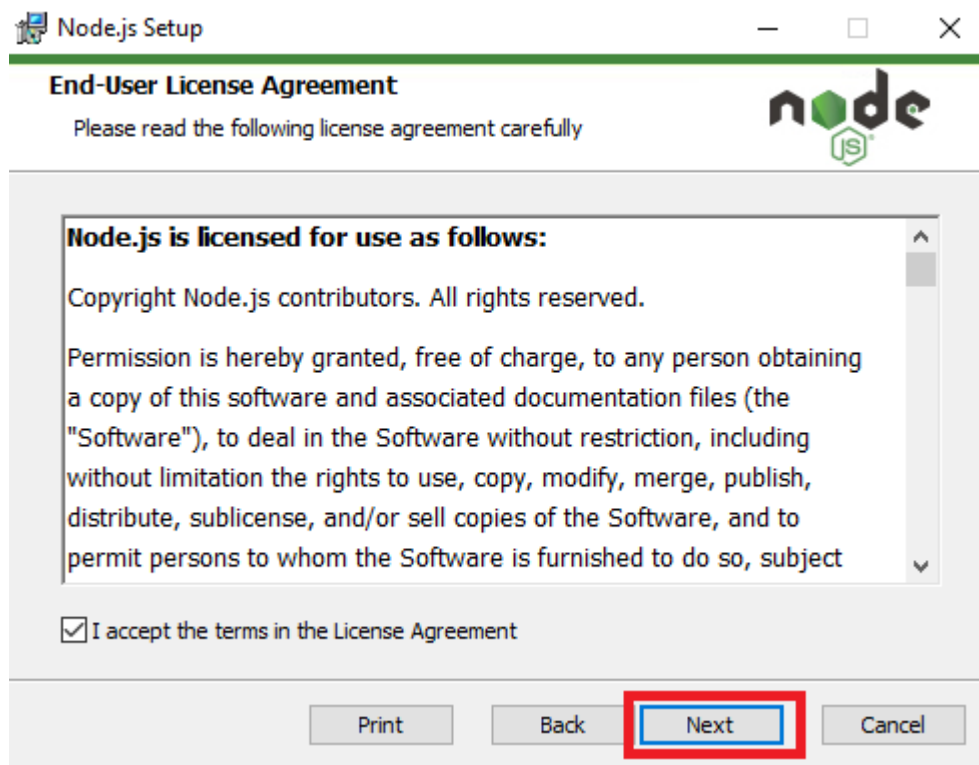 Node.js Setup
End-User License Agreement
Please read the following license agreement carefully
node
JS
Node.js is licensed for use as follows:
Copyright Node.js contributors. All rights reserved.
Permission is hereby granted, free of charge, to any person obtaining
a copy of this software and associated documentation files (the
"Software"), to deal in the Software without restriction, including
without limitation the rights to use, copy, modify, merge, publish,
distribute, sublicense, and/or sell copies of the Software, and to
permit persons to whom the Software is furnished to do so, subject
I accept the terms in the License Agreement
Print Back Next Cancel